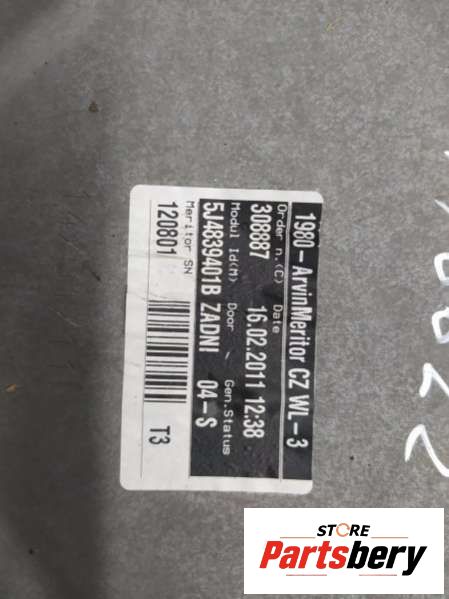 1980-ArvinMeritor CZ WL-3
Order n.(C) Date
308887 16.02.2011 12:38
Modul Id(M) Door Gen.Status
5J4839401B ZADNI 04-S
Meritor SN
120801 T3
STORE
Partsbery